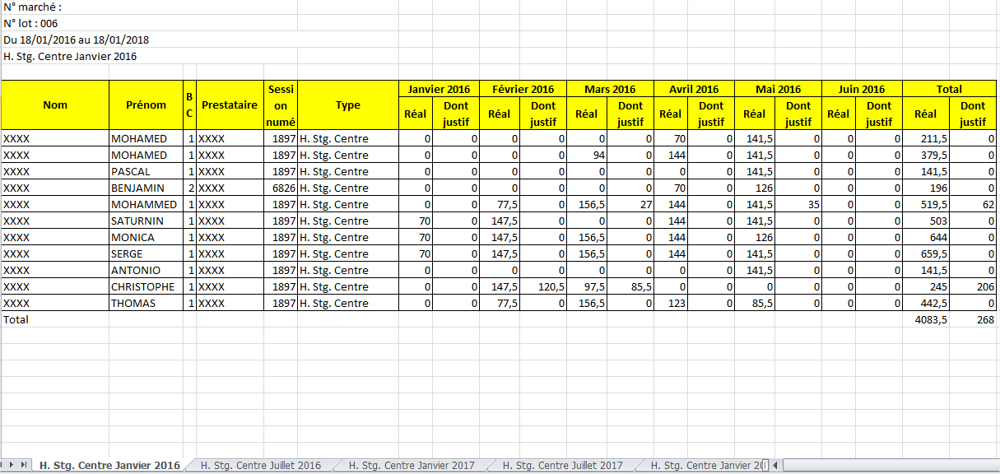 N° marché :
N° lot : 006
Du 18/01/2016 au 18/01/2018
H. Stg. Centre Janvier 2016
Nom Prénom B C Prestataire Sessi on numé Type Janvier 2016 Février 2016 Mars 2016 Avril 2016 Mai 2016 Juin 2016 Total
Réal Dont justif Réal Dont justif Réal Dont justif Réal Dont justif Réal Dont justif Réal Dont justif Réal Dont justif
XXXX MOHAMED 1 XXXX 1897 H. Stg. Centre 0 0 0 0 0 0 70 0 141,5 0 0 0 211,5 0
XXXX MOHAMED 1 XXXX 1897 H. Stg. Centre 0 0 0 0 94 0 144 0 141,5 0 0 0 379,5 0
XXXX PASCAL 1 XXXX 1897 H. Stg. Centre 0 0 0 0 0 0 0 0 141,5 0 0 0 141,5 0
XXXX BENJAMIN 2 XXXX 6826 H. Stg. Centre 0 0 0 0 0 0 70 0 126 0 0 0 196 0
XXXX MOHAMMED 1 XXXX 1897 H. Stg. Centre 0 0 77,5 0 156,5 27 144 0 141,5 35 0 0 519,5 62
XXXX SATURNIN 1 XXXX 1897 H. Stg. Centre 70 0 147,5 0 0 0 144 0 141,5 0 0 0 503 0
XXXX MONICA 1 XXXX 1897 H. Stg. Centre 70 0 147,5 0 156,5 0 144 0 126 0 0 0 644 0
XXXX SERGE 1 XXXX 1897 H. Stg. Centre 70 0 147,5 0 156,5 0 144 0 141,5 0 0 0 659,5 0
XXXX ANTONIO 1 XXXX 1897 H. Stg. Centre 0 0 0 0 0 0 0 0 141,5 0 0 0 141,5 0
XXXX CHRISTOPHE 1 XXXX 1897 H. Stg. Centre 0 0 147,5 120,5 97,5 85,5 0 0 0 0 0 0 245 206
XXXX THOMAS 1 XXXX 1897 H. Stg. Centre 0 0 77,5 0 156,5 0 123 0 85,5 0 0 0 442,5 0
Total 4083,5 268
H. Stg. Centre Janvier 2016 H. Stg. Centre Juillet 2016 H. Stg. Centre Janvier 2017 H. Stg. Centre Juillet 2017 H. Stg. Centre Janvier